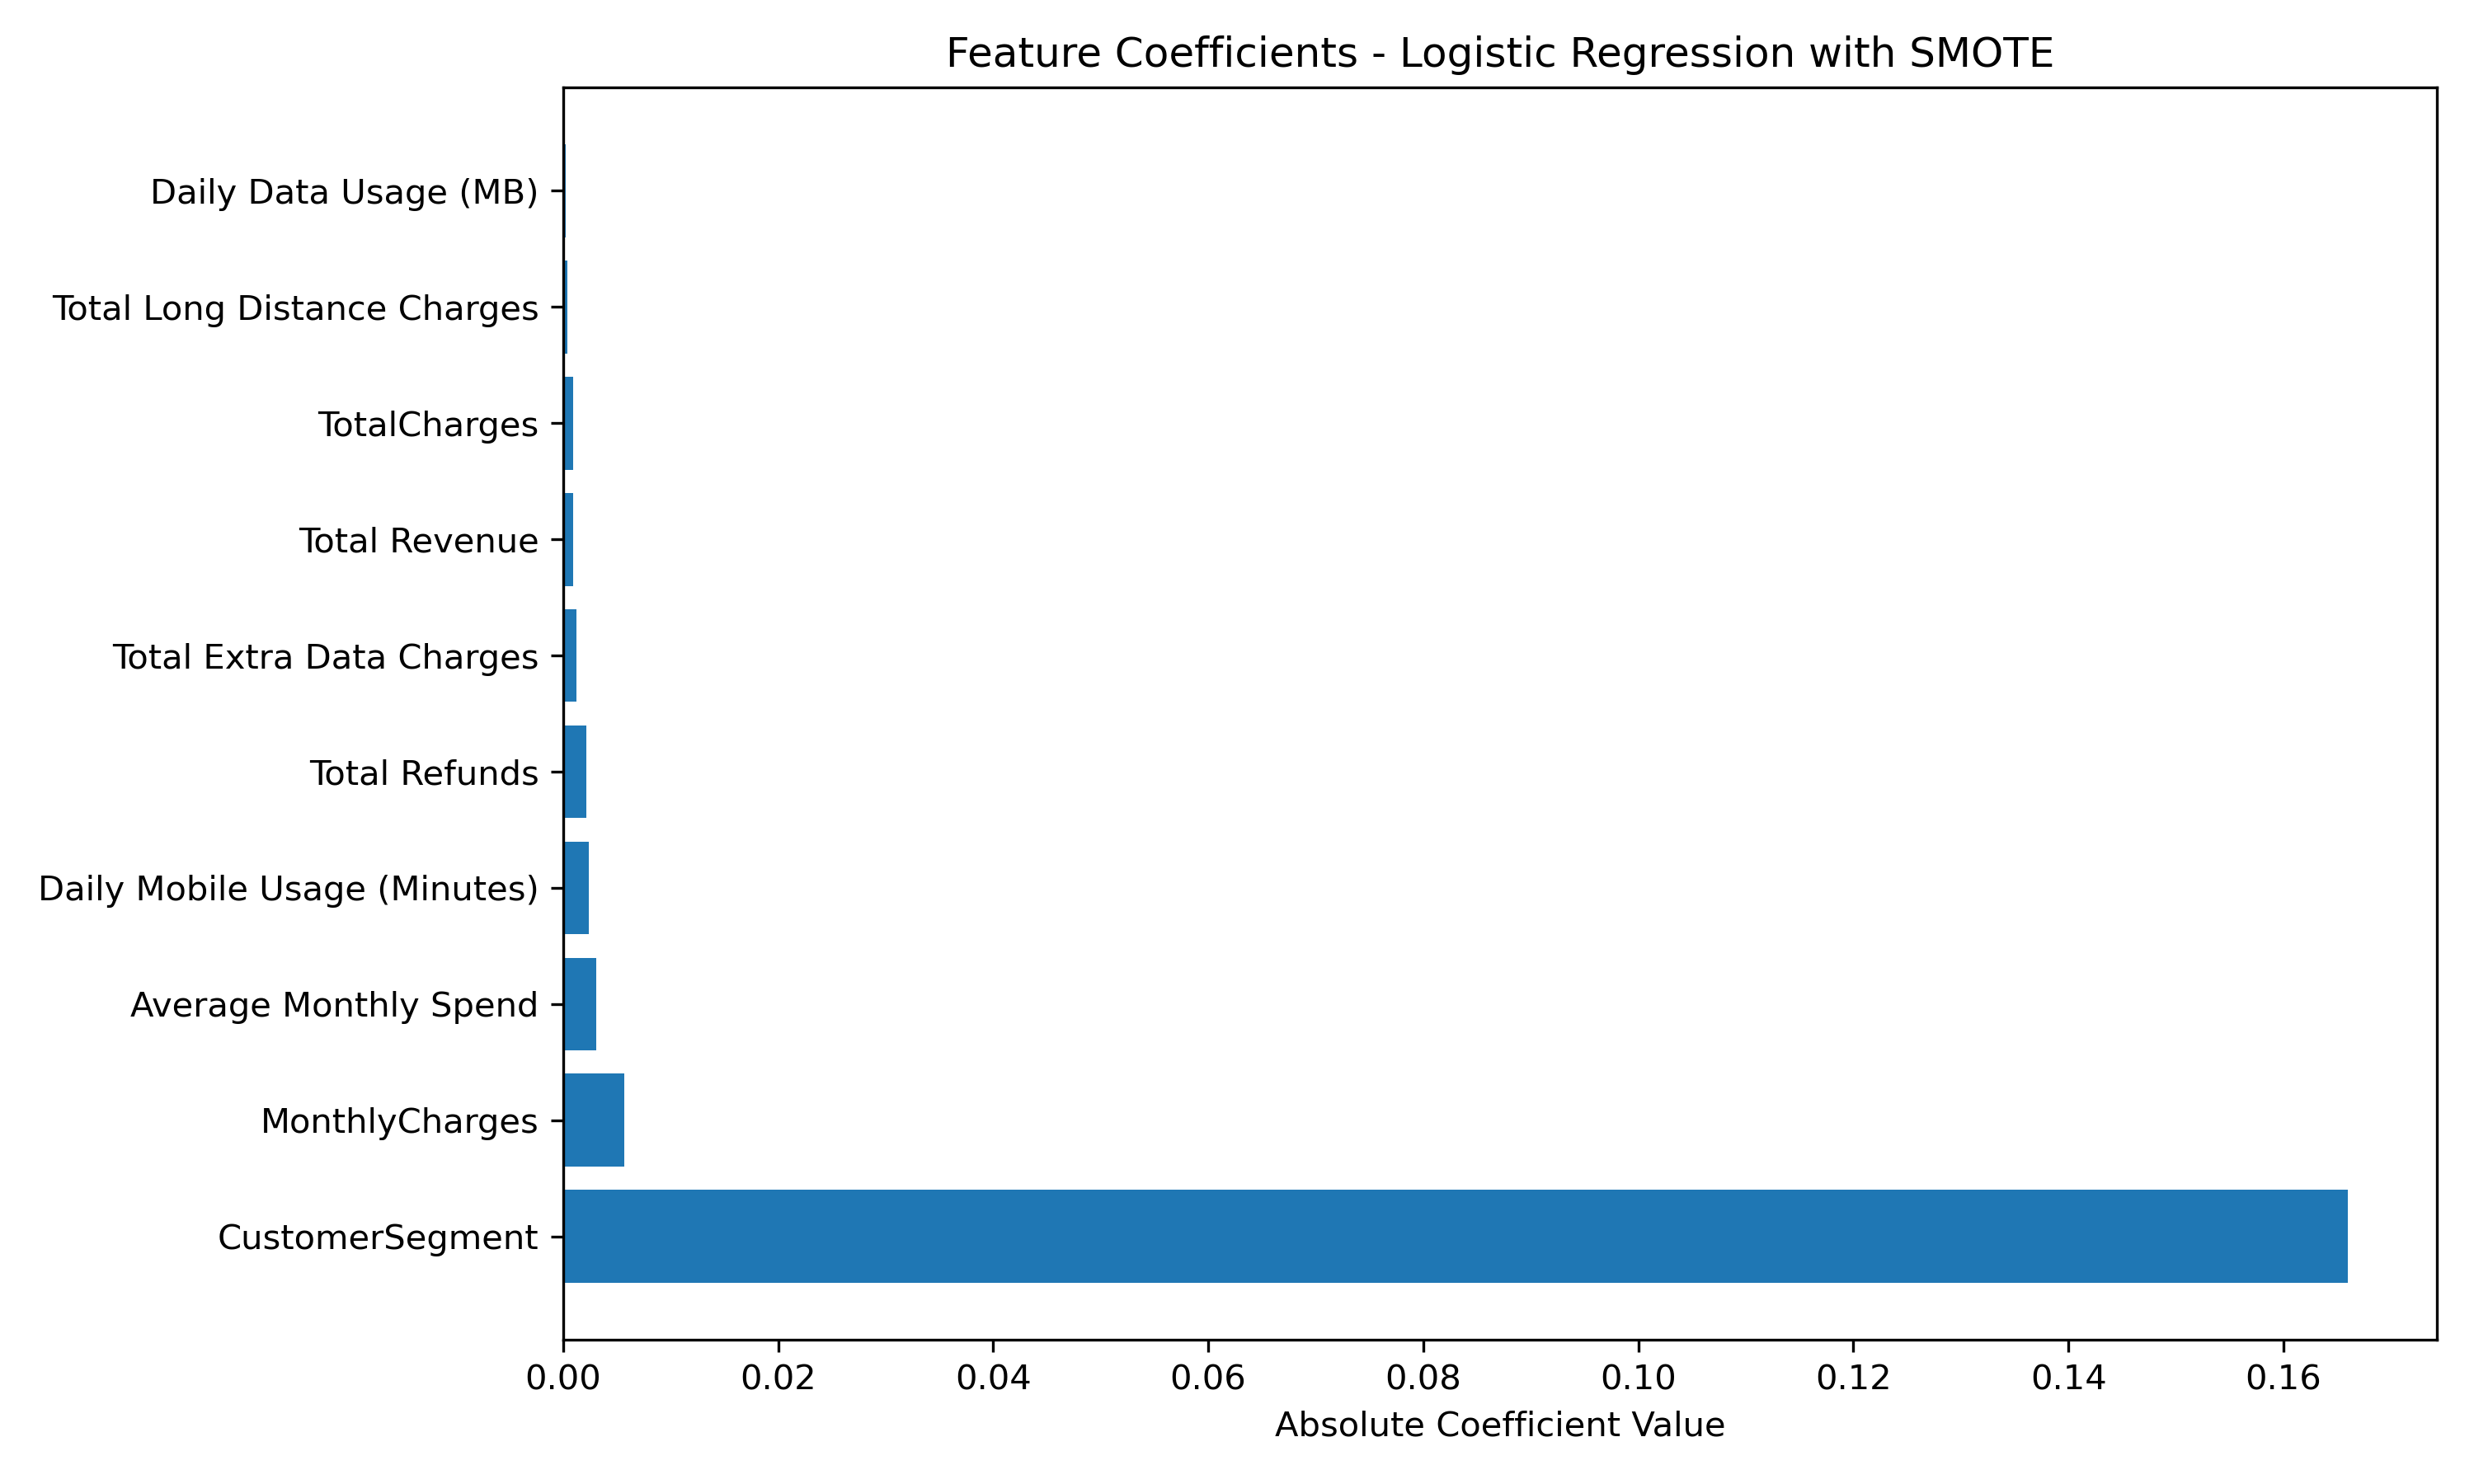 Feature Coefficients - Logistic Regression with SMOTE
Daily Data Usage (MB)
Total Long Distance Charges
TotalCharges
Total Revenue
Total Extra Data Charges
Total Refunds
Daily Mobile Usage (Minutes)
Average Monthly Spend
MonthlyCharges
CustomerSegment
0.00 0.02 0.04 0.06 0.08 0.10 0.12 0.14 0.16
Absolute Coefficient Value